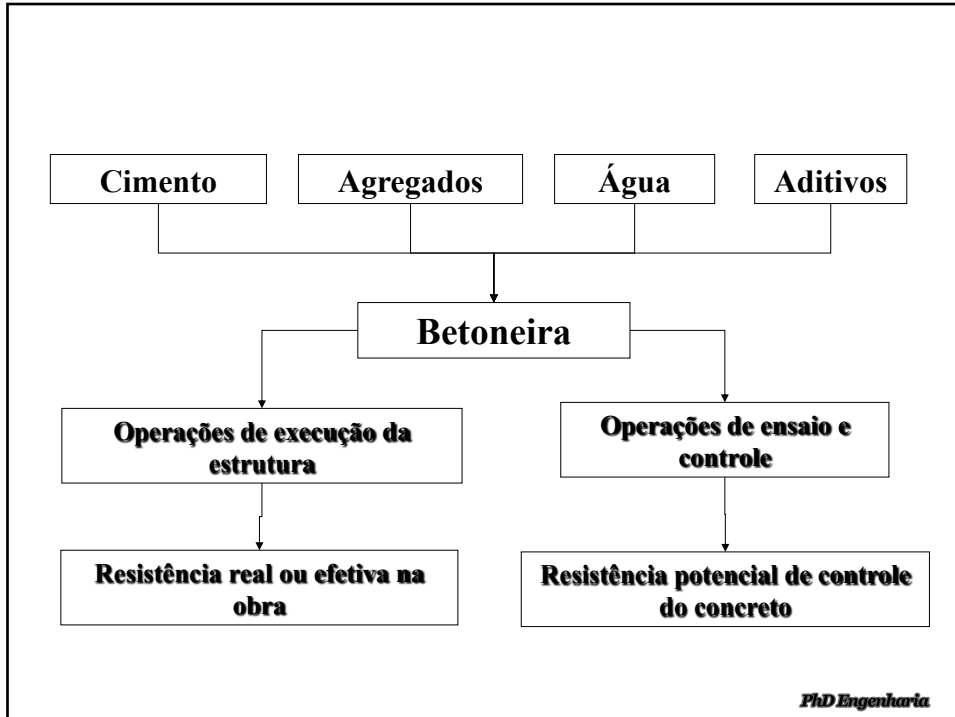 Cimento
Agregados
Água
Aditivos
Betoneira
Operações de execução da
estrutura
Operações de ensaio e
controle
Resistência real ou efetiva na
obra
Resistência potencial de controle
do concreto
PhD Engenharia